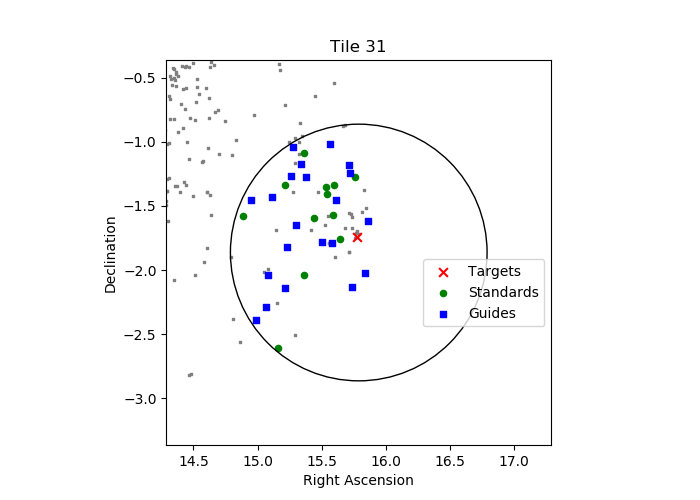 Tile 31
−0.5
−1.0
−1.5
−2.0
−2.5
−3.0
Declination
Targets
Standards
Guides
14.5 15.0 15.5 16.0 16.5 17.0
Right Ascension